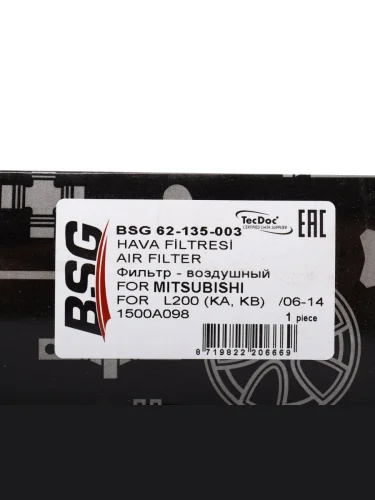 BSG
BSG 62-135-003
TecDoc
CERTIFIED DATA SUPPLIER
EAC
HAVA FİLTRESİ
AIR FILTER
Фильтр - воздушный
FOR MITSUBISHI
FOR L200 (KA, KB) /06-14
1500A098
1 piece
8 719822 206669